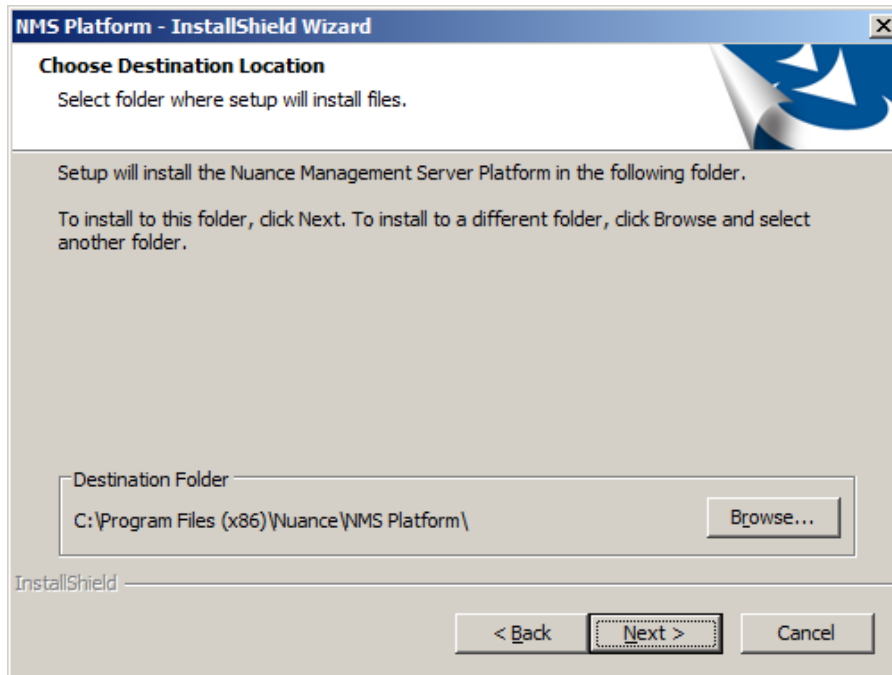 NMS Platform - InstallShield Wizard
Choose Destination Location
Select folder where setup will install files.
Setup will install the Nuance Management Server Platform in the following folder.
To install to this folder, click Next. To install to a different folder, click Browse and select
another folder.
Destination Folder
C:\Program Files (x86)\Nuance\NMS Platform\
Browse...
InstallShield
< Back
Next >
Cancel